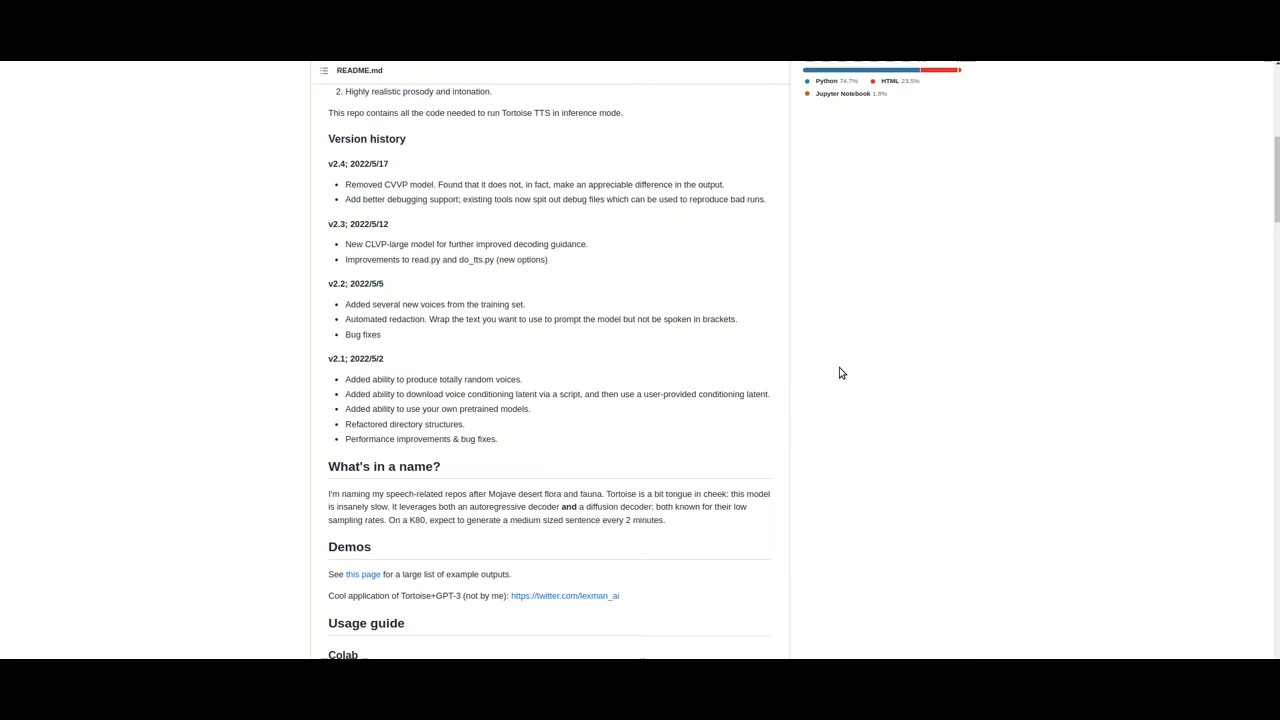 README.md
2. Highly realistic prosody and intonation.
This repo contains all the code needed to run Tortoise TTS in inference mode.
Version history
v2.4; 2022/5/17
• Removed CVVP model. Found that it does not, in fact, make an appreciable difference in the output.
• Add better debugging support; existing tools now spit out debug files which can be used to reproduce bad runs.
v2.3; 2022/5/12
• New CLVP-large model for further improved decoding guidance.
• Improvements to read.py and do_tts.py (new options)
v2.2; 2022/5/5
• Added several new voices from the training set.
• Automated redaction. Wrap the text you want to use to prompt the model but not be spoken in brackets.
• Bug fixes
v2.1; 2022/5/2
• Added ability to produce totally random voices.
• Added ability to download voice conditioning latent via a script, and then use a user-provided conditioning latent.
• Added ability to use your own pretrained models.
• Refactored directory structures.
• Performance improvements & bug fixes.
What's in a name?
I'm naming my speech-related repos after Mojave desert flora and fauna. Tortoise is a bit tongue in cheek: this model
is insanely slow. It leverages both an autoregressive decoder and a diffusion decoder; both known for their low
sampling rates. On a K80, expect to generate a medium sized sentence every 2 minutes.
Demos
See this page for a large list of example outputs.
Cool application of Tortoise+GPT-3 (not by me): https://twitter.com/lexman_ai
Usage guide
Colab
Python 74.7% HTML 23.5%
Jupyter Notebook 1.8%